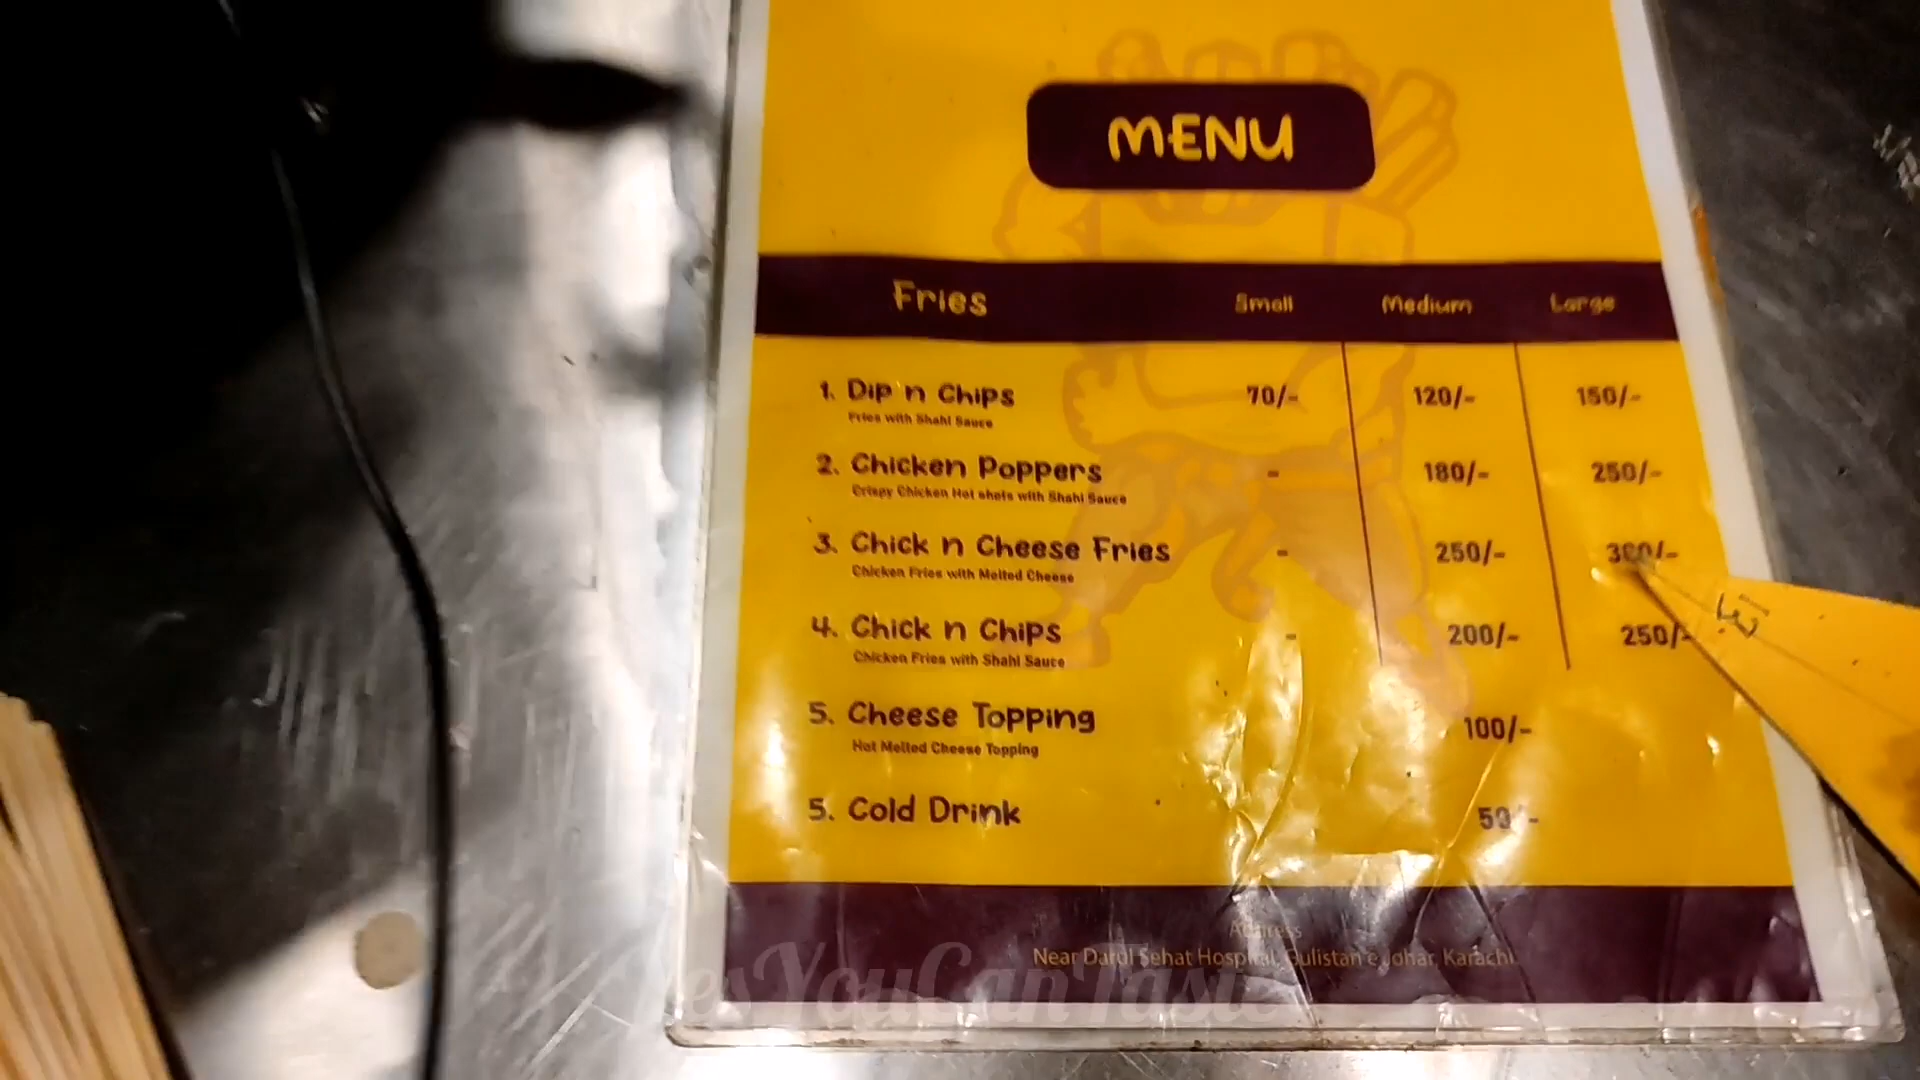 MENU
Fries Small Medium Large
1. Dip n Chips 70/- 120/- 150/-
Fries with Shahi Sauce
2. Chicken Poppers - 180/- 250/-
Crispy Chicken Hot shots with Shahi Sauce
3. Chick n Cheese Fries - 250/-
Chicken Fries with Melted Cheese
4. Chick n Chips - 200/- 250/-
Chicken Fries with Shahi Sauce
5. Cheese Topping 100/-
Hot Melted Cheese Topping
5. Cold Drink 50/-
Address
Near Darul Sehat Hospital, Gulistan e Johar, Karachi
YesYouCanTaste